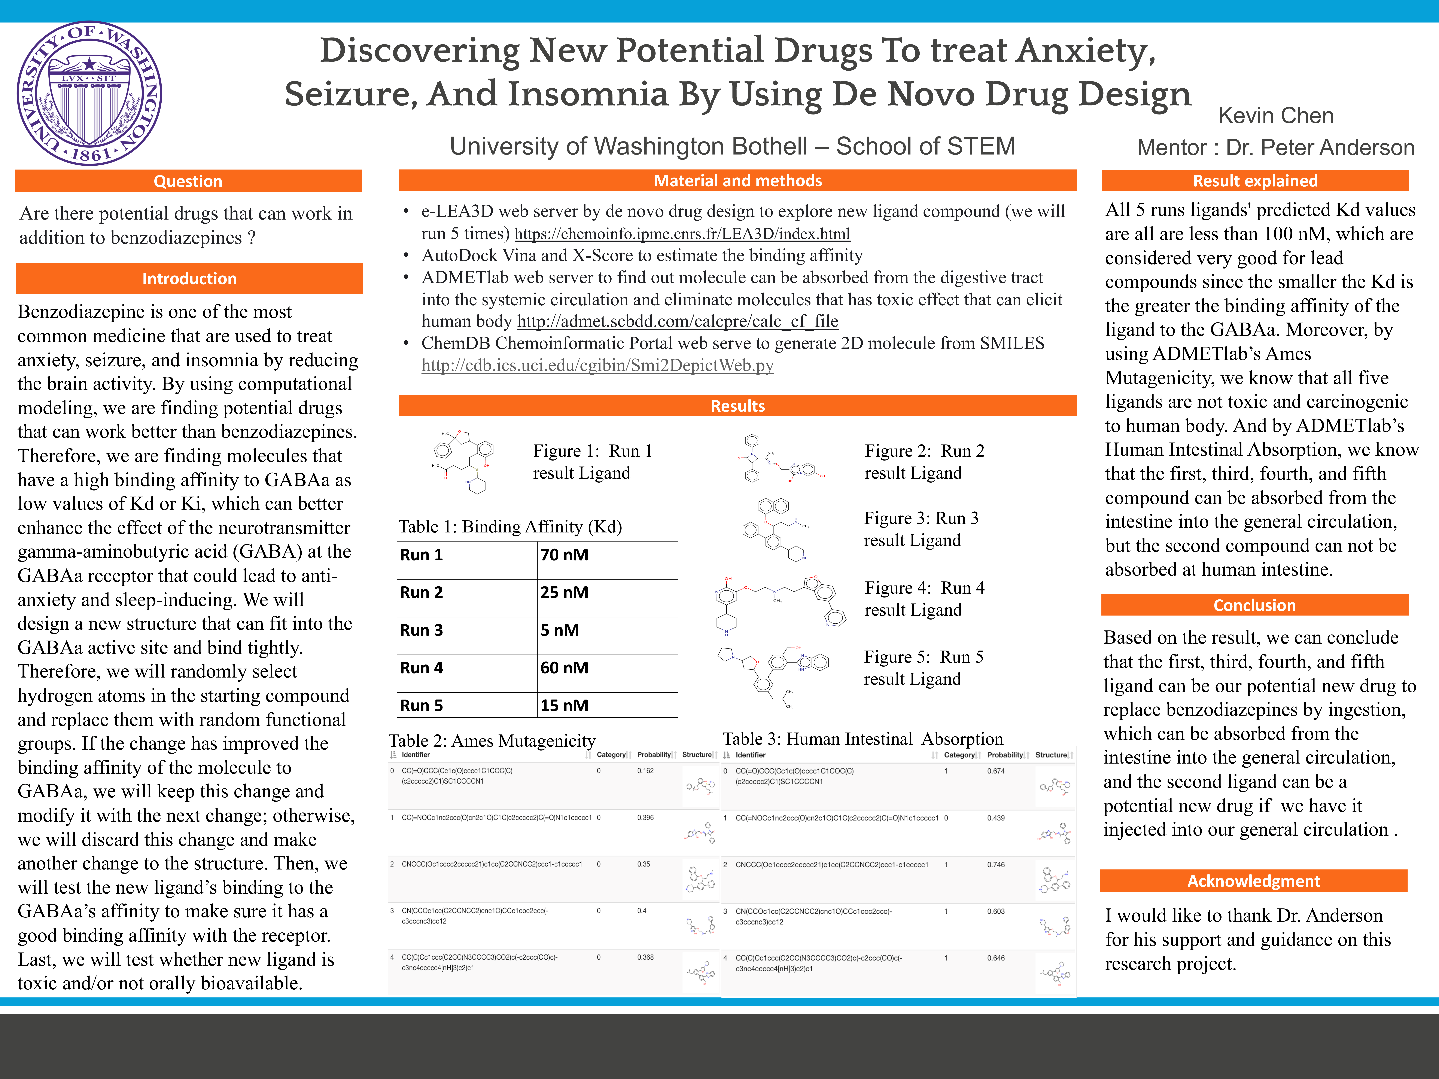 UNIVERSITY OF WASHINGTON
LVX SIT
1861
Discovering New Potential Drugs To treat Anxiety,
Seizure, And Insomnia By Using De Novo Drug Design
Kevin Chen
University of Washington Bothell – School of STEM
Mentor : Dr. Peter Anderson
Question
Are there potential drugs that can work in
addition to benzodiazepines ?
Introduction
Benzodiazepine is one of the most
common medicine that are used to treat
anxiety, seizure, and insomnia by reducing
the brain activity. By using computational
modeling, we are finding potential drugs
that can work better than benzodiazepines.
Therefore, we are finding molecules that
have a high binding affinity to GABAa as
low values of Kd or Ki, which can better
enhance the effect of the neurotransmitter
gamma-aminobutyric acid (GABA) at the
GABAa receptor that could lead to anti-
anxiety and sleep-inducing. We will
design a new structure that can fit into the
GABAa active site and bind tightly.
Therefore, we will randomly select
hydrogen atoms in the starting compound
and replace them with random functional
groups. If the change has improved the
binding affinity of the molecule to
GABAa, we will keep this change and
modify it with the next change; otherwise,
we will discard this change and make
another change to the structure. Then, we
will test the new ligand's binding to the
GABAa's affinity to make sure it has a
good binding affinity with the receptor.
Last, we will test whether new ligand is
toxic and/or not orally bioavailable.
Material and methods
• e-LEA3D web server by de novo drug design to explore new ligand compound (we will
run 5 times) https://chemoinfo.ipmc.cnrs.fr/LEA3D/index.html
• AutoDock Vina and X-Score to estimate the binding affinity
• ADMETlab web server to find out molecule can be absorbed from the digestive tract
into the systemic circulation and eliminate molecules that has toxic effect that can elicit
human body http://admet.scbdd.com/calcpre/calc_cf_file
• ChemDB Chemoinformatic Portal web serve to generate 2D molecule from SMILES
http://cdb.ics.uci.edu/cgibin/Smi2DepictWeb.py
Results
Figure 1: Run 1
result Ligand
Figure 2: Run 2
result Ligand
Figure 3: Run 3
result Ligand
Figure 4: Run 4
result Ligand
Figure 5: Run 5
result Ligand
Table 1: Binding Affinity (Kd)
Run 1 70 nM
Run 2 25 nM
Run 3 5 nM
Run 4 60 nM
Run 5 15 nM
Table 2: Ames Mutagenicity
Identifier Category Probability Structure
0 0 0.162
1 0 0.396
2 0 0.35
3 0 0.4
4 0 0.368
Table 3: Human Intestinal Absorption
Identifier Category Probability Structure
0 1 0.674
1 0 0.439
2 1 0.746
3 1 0.603
4 1 0.646
Result explained
All 5 runs ligands' predicted Kd values
are all are less than 100 nM, which are
considered very good for lead
compounds since the smaller the Kd is
the greater the binding affinity of the
ligand to the GABAa. Moreover, by
using ADMETlab's Ames
Mutagenicity, we know that all five
ligands are not toxic and carcinogenic
to human body. And by ADMETlab's
Human Intestinal Absorption, we know
that the first, third, fourth, and fifth
compound can be absorbed from the
intestine into the general circulation,
but the second compound can not be
absorbed at human intestine.
Conclusion
Based on the result, we can conclude
that the first, third, fourth, and fifth
ligand can be our potential new drug to
replace benzodiazepines by ingestion,
which can be absorbed from the
intestine into the general circulation,
and the second ligand can be a
potential new drug if we have it
injected into our general circulation .
Acknowledgment
I would like to thank Dr. Anderson
for his support and guidance on this
research project.